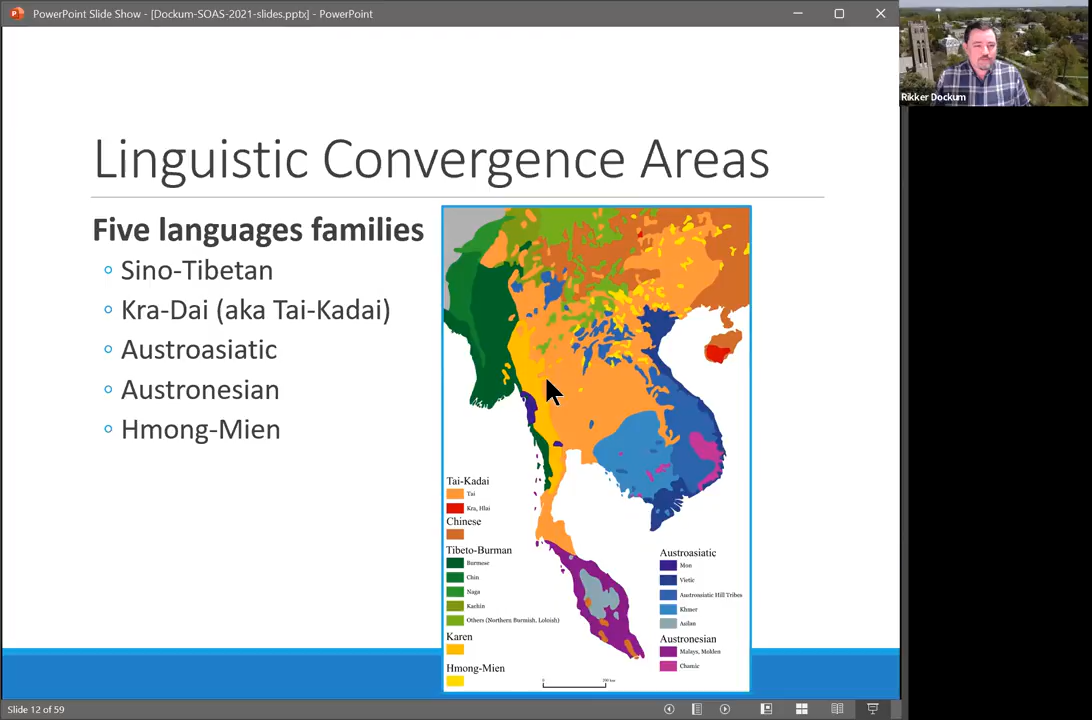 PowerPoint Slide Show - [Dockum-SOAS-2021-slides.pptx] - PowerPoint
Rikker Dockum
Linguistic Convergence Areas
Five languages families
Sino-Tibetan
Kra-Dai (aka Tai-Kadai)
Austroasiatic
Austronesian
Hmong-Mien
Tai-Kadai
Tai
Kra, Hlai
Chinese
Tibeto-Burman
Burmese
Chin
Naga
Kachin
Others (Northern Burmish, Loloish)
Karen
Hmong-Mien
Austroasiatic
Mon
Vietic
Austroasiatic Hill Tribes
Khmer
Aslian
Austronesian
Malays, Moklen
Chamic
Slide 12 of 59